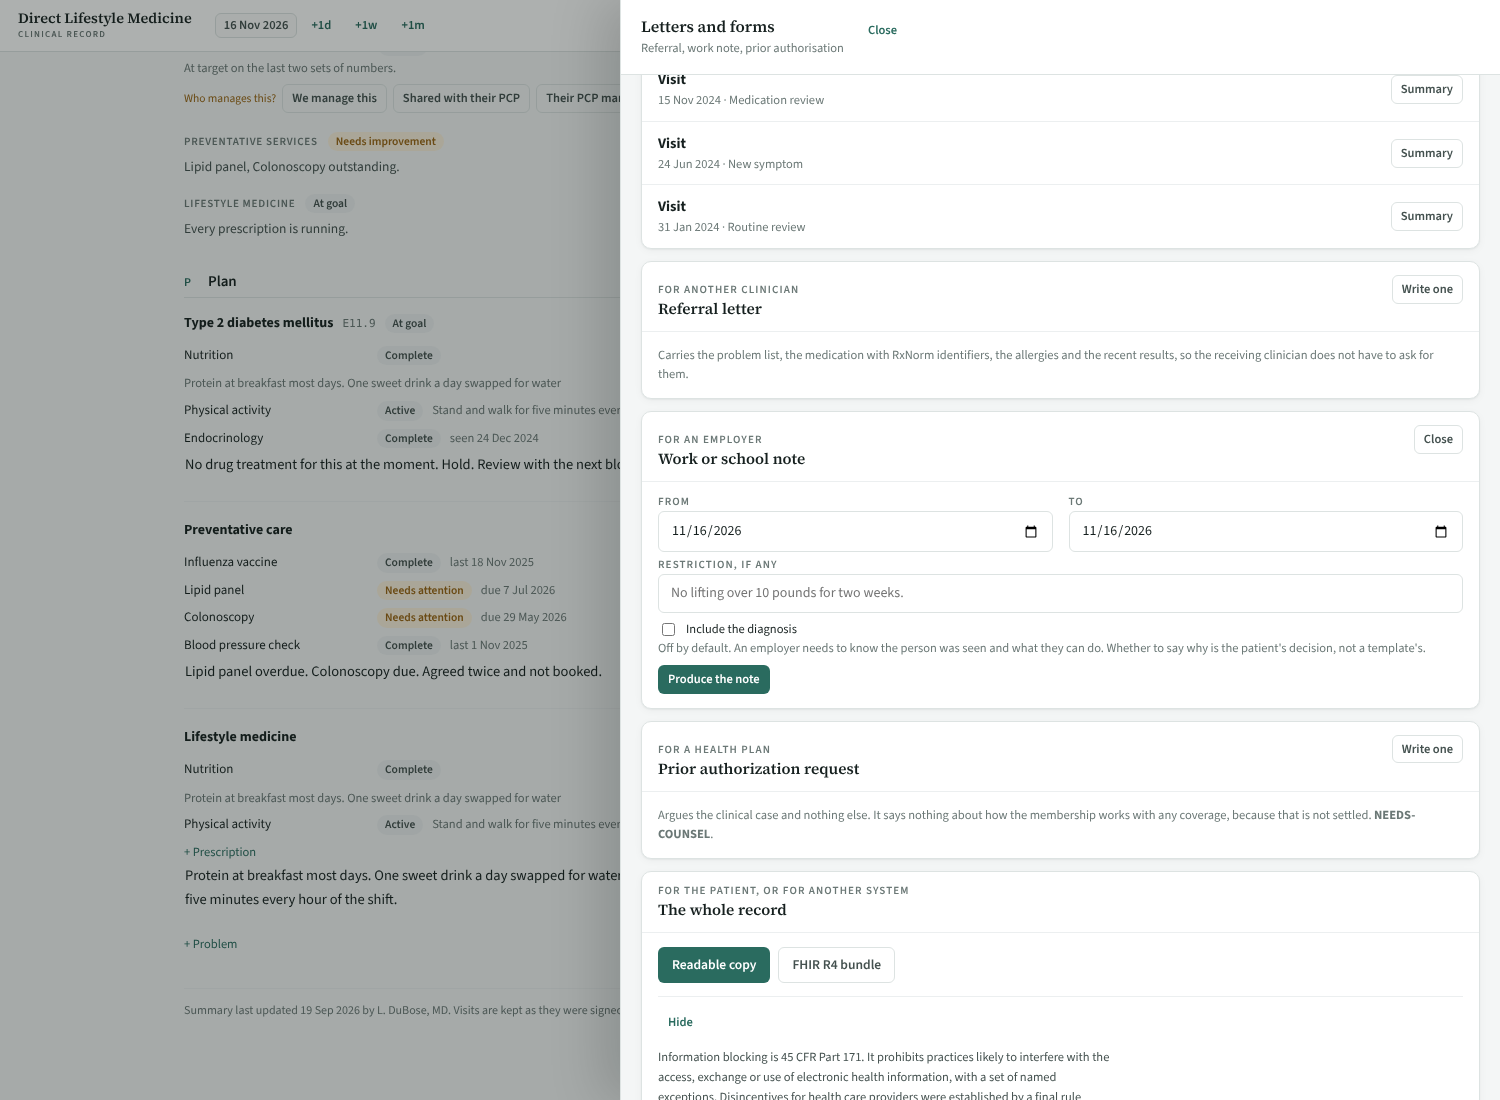 Direct Lifestyle Medicine
CLINICAL RECORD
16 Nov 2026
+1d
+1w
+1m
At target on the last two sets of numbers.
Who manages this?
We manage this
Shared with their PCP
Their PCP
PREVENTATIVE SERVICES
Needs improvement
Lipid panel, Colonoscopy outstanding.
LIFESTYLE MEDICINE
At goal
Every prescription is running.
P Plan
Type 2 diabetes mellitus E11.9 At goal
Nutrition Complete
Protein at breakfast most days. One sweet drink a day swapped for water
Physical activity Active Stand and walk for five minutes
Endocrinology Complete seen 24 Dec 2024
No drug treatment for this at the moment. Hold. Review with the next
Preventative care
Influenza vaccine Complete last 18 Nov 2025
Lipid panel Needs attention due 7 Jul 2026
Colonoscopy Needs attention due 29 May 2026
Blood pressure check Complete last 1 Nov 2025
Lipid panel overdue. Colonoscopy due. Agreed twice and not booked.
Lifestyle medicine
Nutrition Complete
Protein at breakfast most days. One sweet drink a day swapped for water
Physical activity Active Stand and walk for five minutes
+ Prescription
Protein at breakfast most days. One sweet drink a day swapped for water
five minutes every hour of the shift.
+ Problem
Summary last updated 19 Sep 2026 by L. DuBose, MD. Visits are kept as they were signed
Letters and forms
Referral, work note, prior authorisation
Close
Visit
15 Nov 2024 · Medication review
Summary
Visit
24 Jun 2024 · New symptom
Summary
Visit
31 Jan 2024 · Routine review
Summary
FOR ANOTHER CLINICIAN
Referral letter
Write one
Carries the problem list, the medication with RxNorm identifiers, the allergies and the recent results, so the receiving clinician does not have to ask for
them.
FOR AN EMPLOYER
Work or school note
Close
FROM
11/16/2026
TO
11/16/2026
RESTRICTION, IF ANY
No lifting over 10 pounds for two weeks.
Include the diagnosis
Off by default. An employer needs to know the person was seen and what they can do. Whether to say why is the patient's decision, not a template's.
Produce the note
FOR A HEALTH PLAN
Prior authorization request
Write one
Argues the clinical case and nothing else. It says nothing about how the membership works with any coverage, because that is not settled. NEEDS-
COUNSEL.
FOR THE PATIENT, OR FOR ANOTHER SYSTEM
The whole record
Readable copy
FHIR R4 bundle
Hide
Information blocking is 45 CFR Part 171. It prohibits practices likely to interfere with the
access, exchange or use of electronic health information, with a set of named
exceptions. Disincentives for health care providers were established by a final rule